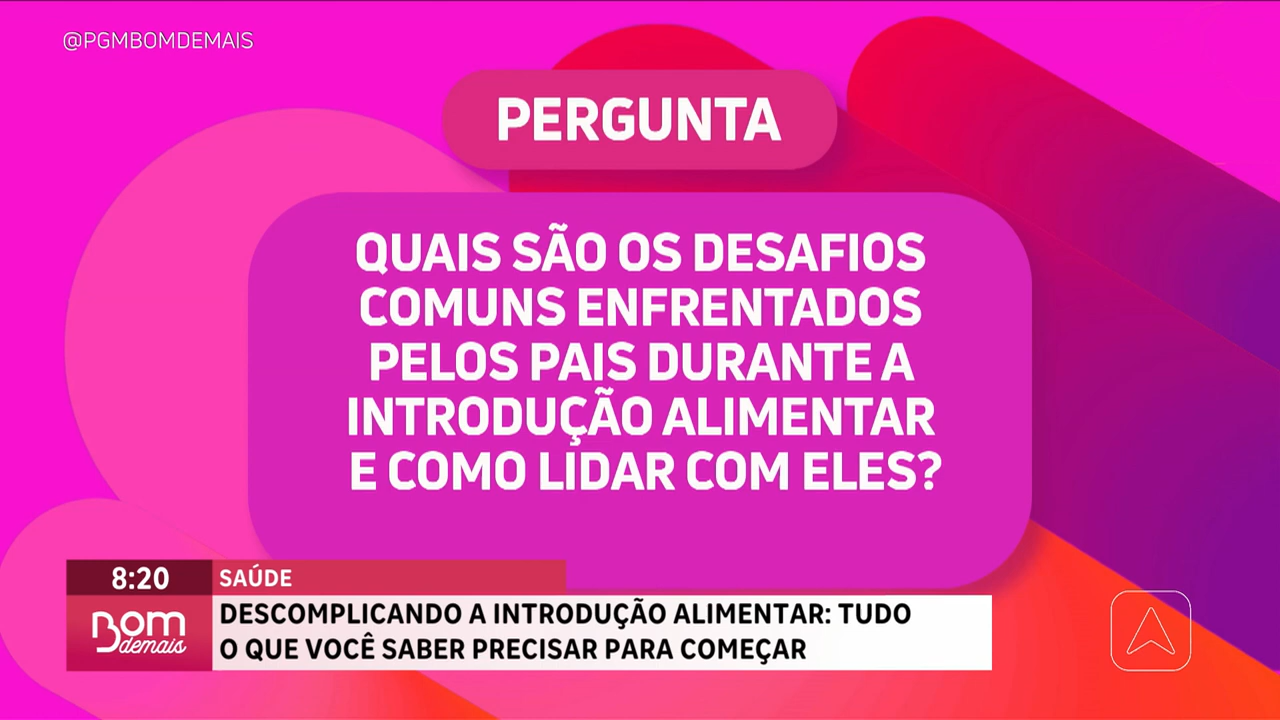 @PGMBOMDEMAIS
PERGUNTA
QUAIS SÃO OS DESAFIOS
COMUNS ENFRENTADOS
PELOS PAIS DURANTE A
INTRODUÇÃO ALIMENTAR
E COMO LIDAR COM ELES?
8:20
SAÚDE
Bom
demais
DESCOMPLICANDO A INTRODUÇÃO ALIMENTAR: TUDO
O QUE VOCÊ SABER PRECISAR PARA COMEÇAR